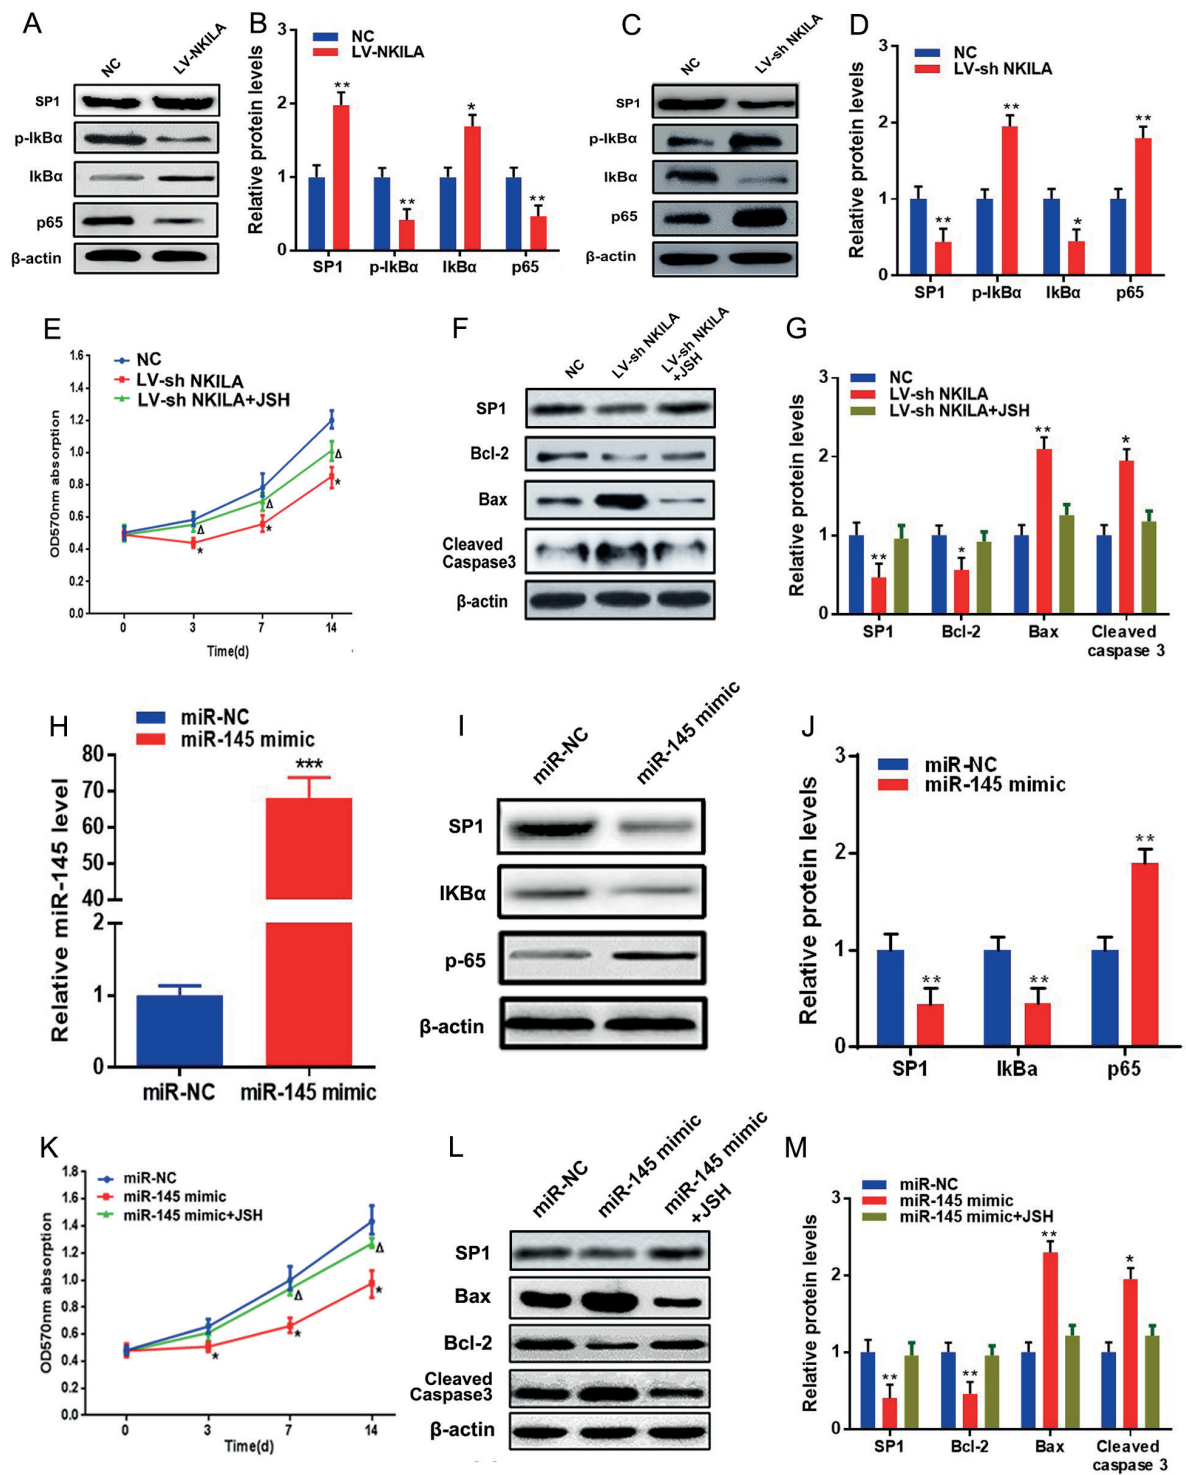 A
NC
LV-NKILA
SP1
p-IkBα
IkBα
p65
β-actin
B
NC
LV-NKILA
Relative protein levels
3
2
1
0
**
**
*
**
SP1
p-IkBα
IkBα
p65
C
NC
LV-sh NKILA
SP1
p-IkBα
IkBα
p65
β-actin
D
NC
LV-sh NKILA
Relative protein levels
3
2
1
0
**
**
*
**
SP1
p-IkBα
IkBα
p65
E
NC
LV-sh NKILA
LV-sh NKILA+JSH
OD570nm absorption
1.6
1.4
1.2
1.0
0.8
0.6
0.4
0.2
0.0
Δ
*
Δ
*
Δ
*
0
3
7
14
Time(d)
F
NC
LV-sh NKILA
LV-sh NKILA
+JSH
SP1
Bcl-2
Bax
Cleaved
Caspase3
β-actin
G
NC
LV-sh NKILA
LV-sh NKILA+JSH
Relative protein levels
3
2
1
0
**
*
**
*
SP1
Bcl-2
Bax
Cleaved
caspase 3
H
miR-NC
miR-145 mimic
Relative miR-145 level
80
70
60
50
40
2
1
0
***
miR-NC
miR-145 mimic
I
miR-NC
miR-145 mimic
SP1
IKBα
p-65
β-actin
J
miR-NC
miR-145 mimic
Relative protein levels
3
2
1
0
**
**
**
SP1
IkBa
p65
K
miR-NC
miR-145 mimic
miR-145 mimic+JSH
OD570nm absorption
1.8
1.6
1.4
1.2
1.0
0.8
0.6
0.4
0.2
0.0
*
Δ
*
Δ
*
0
3
7
14
Time(d)
L
miR-NC
miR-145 mimic
miR-145 mimic
+JSH
SP1
Bax
Bcl-2
Cleaved
Caspase3
β-actin
M
miR-NC
miR-145 mimic
miR-145 mimic+JSH
Relative protein levels
3
2
1
0
**
**
**
*
SP1
Bcl-2
Bax
Cleaved
caspase 3